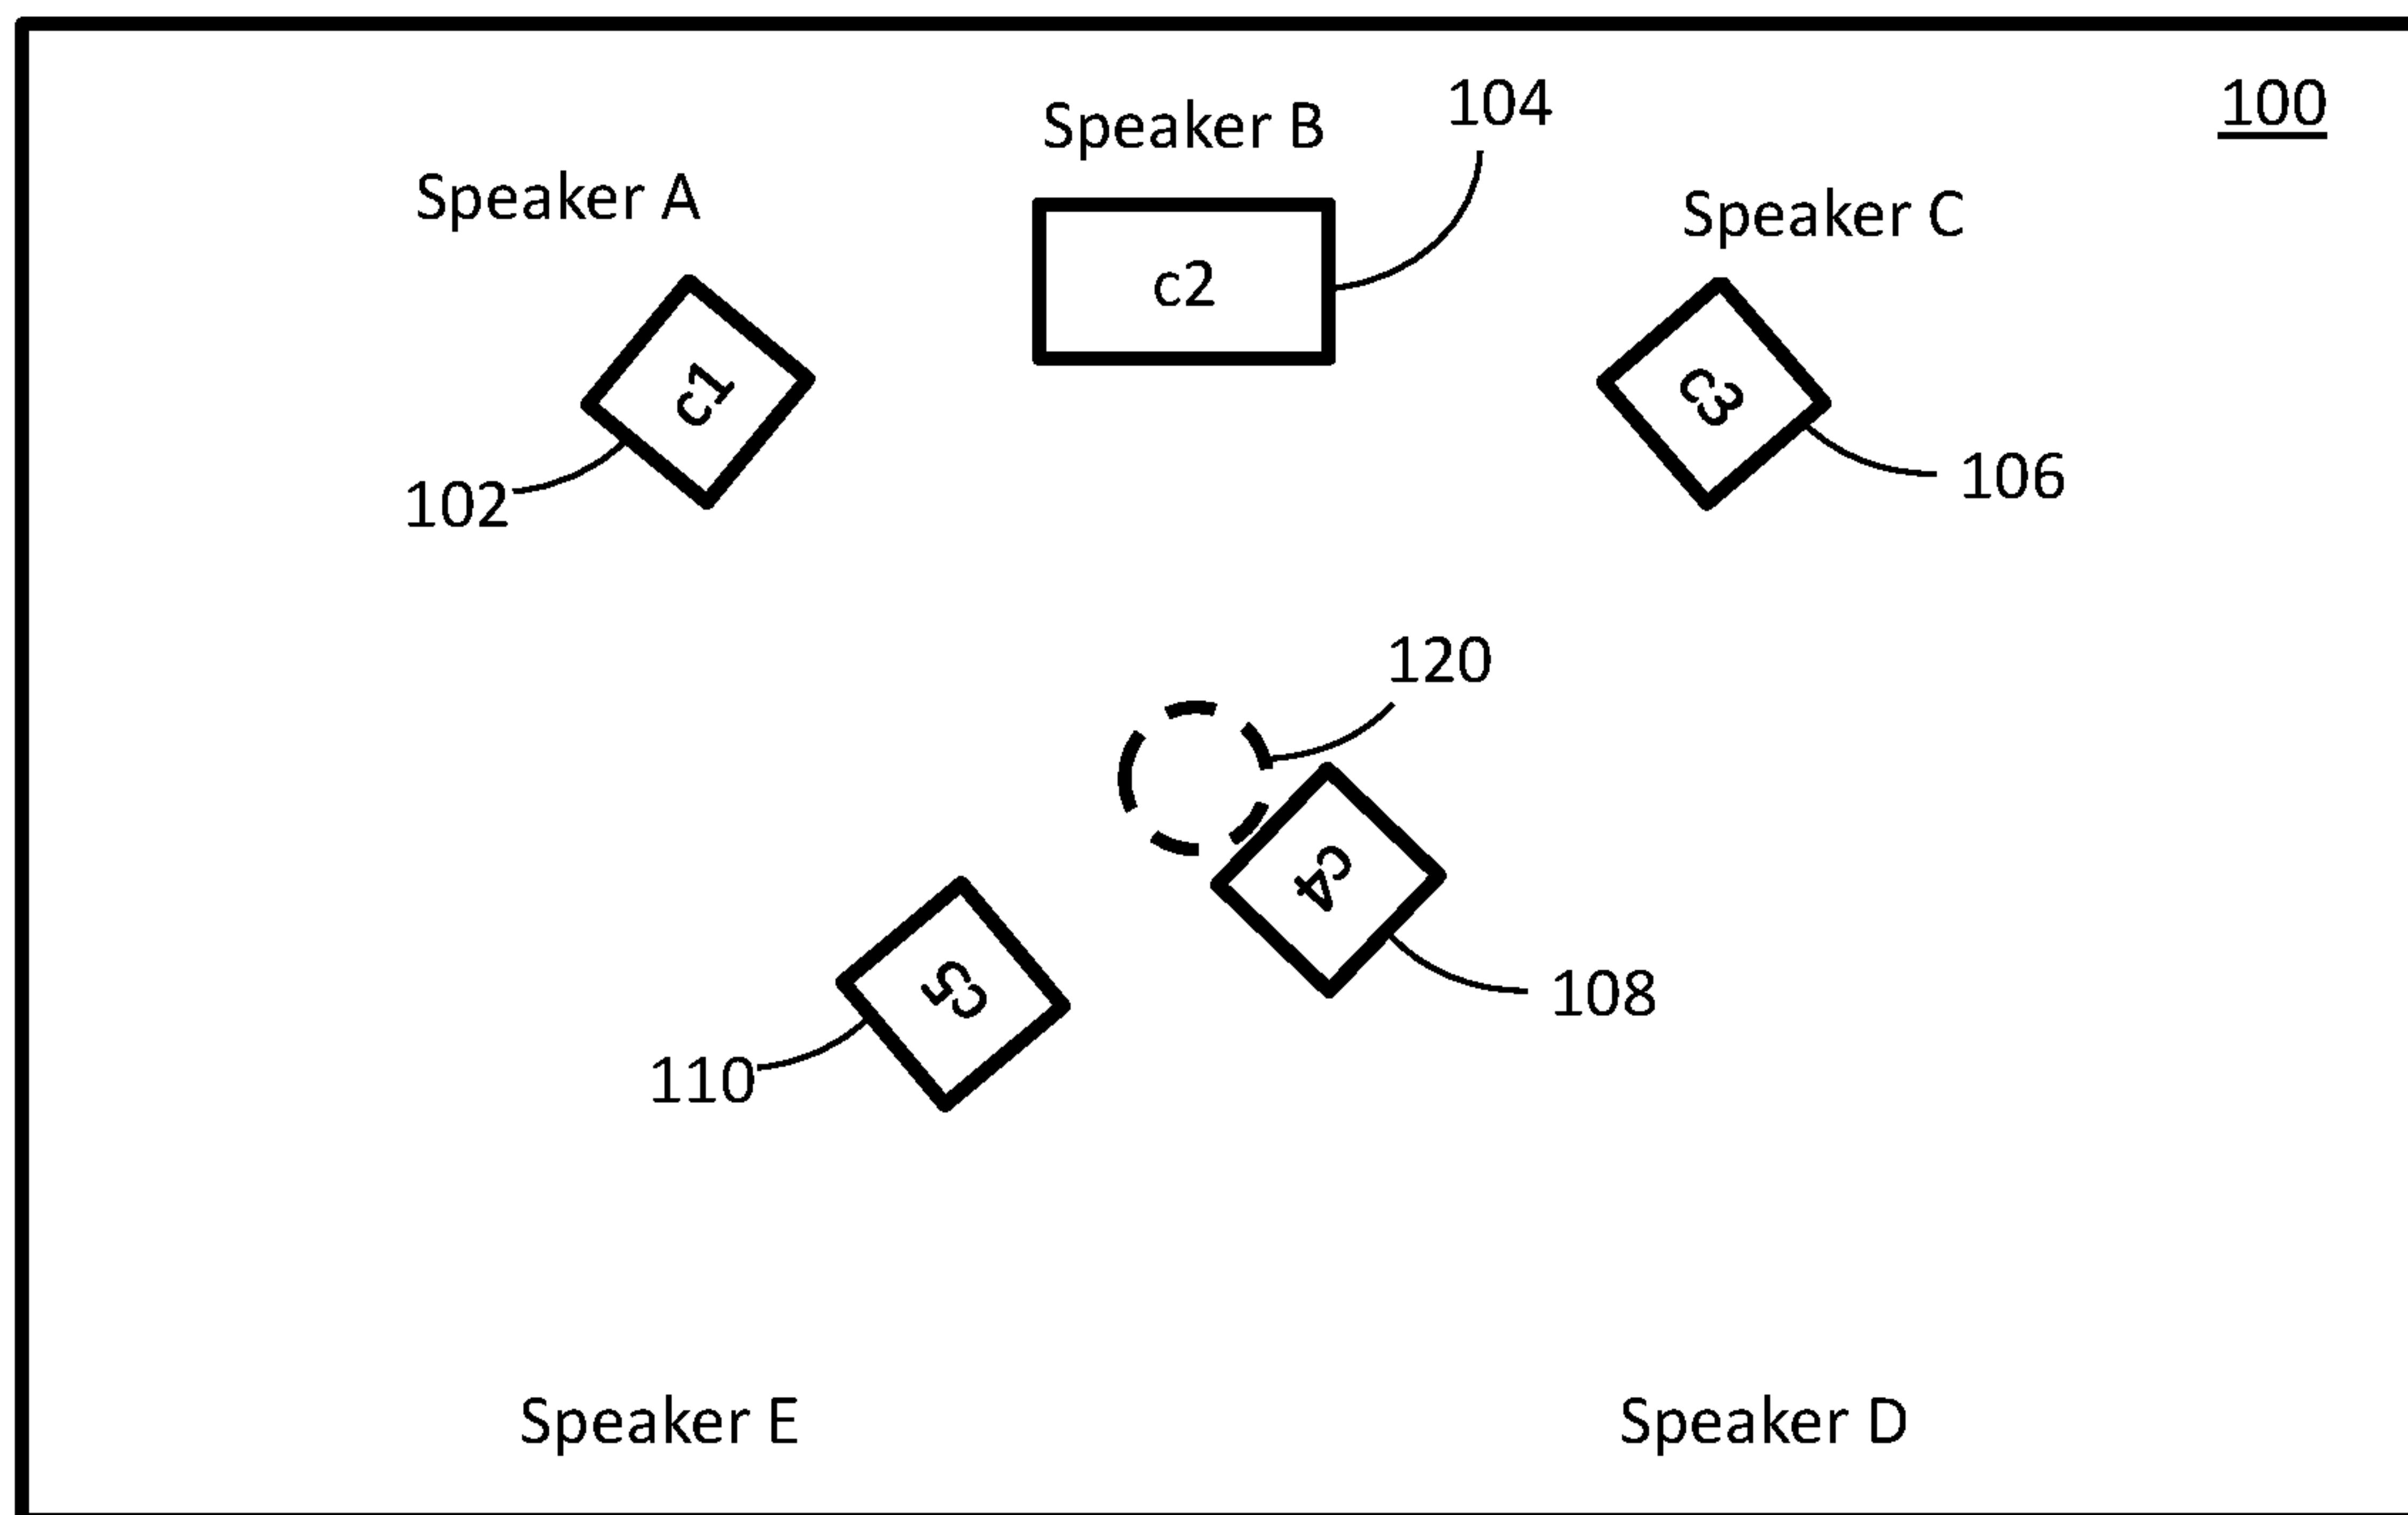 100
104
Speaker B
Speaker A
Speaker C
c2
c1
c3
106
102
120
c4
c5
108
110
Speaker E
Speaker D